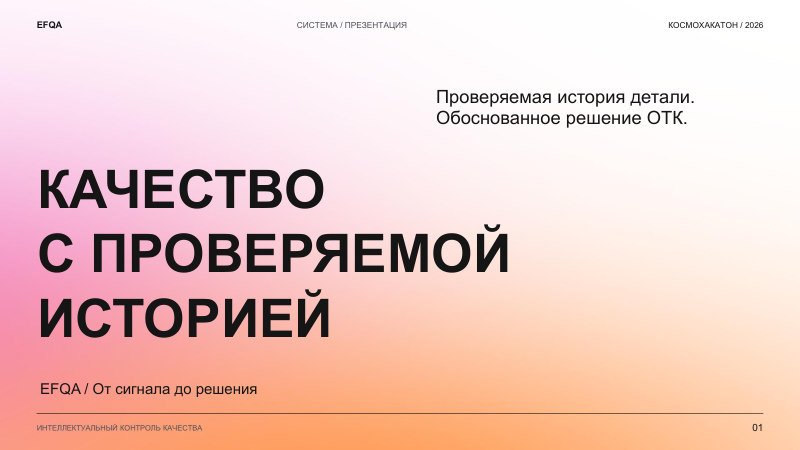 EFQA
СИСТЕМА / ПРЕЗЕНТАЦИЯ
КОСМОХАКАТОН / 2026
Проверяемая история детали.
Обоснованное решение ОТК.
КАЧЕСТВО
С ПРОВЕРЯЕМОЙ
ИСТОРИЕЙ
EFQA / От сигнала до решения
ИНТЕЛЛЕКТУАЛЬНЫЙ КОНТРОЛЬ КАЧЕСТВА
01